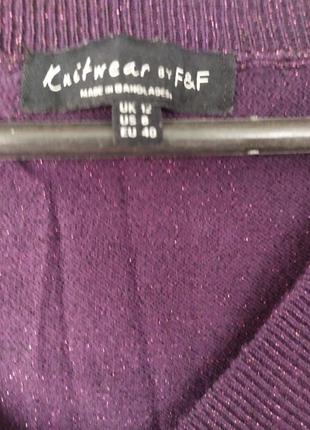 Knitwear BY F&F
MADE IN BANGLADESH
UK 12
US 8
EU 40